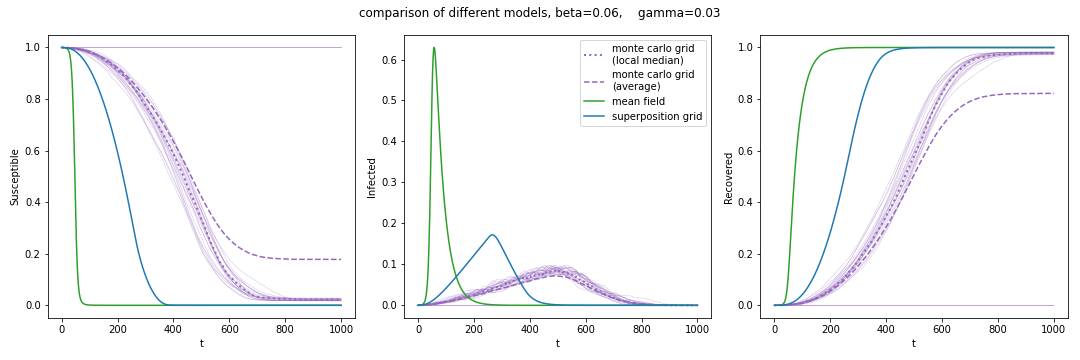 comparison of different models, beta=0.06,    gamma=0.03
Susceptible
1.0
0.8
0.6
0.4
0.2
0.0
0 200 400 600 800 1000
t
Infected
0.6
0.5
0.4
0.3
0.2
0.1
0.0
monte carlo grid
(local median)
monte carlo grid
(average)
mean field
superposition grid
0 200 400 600 800 1000
t
Recovered
1.0
0.8
0.6
0.4
0.2
0.0
0 200 400 600 800 1000
t